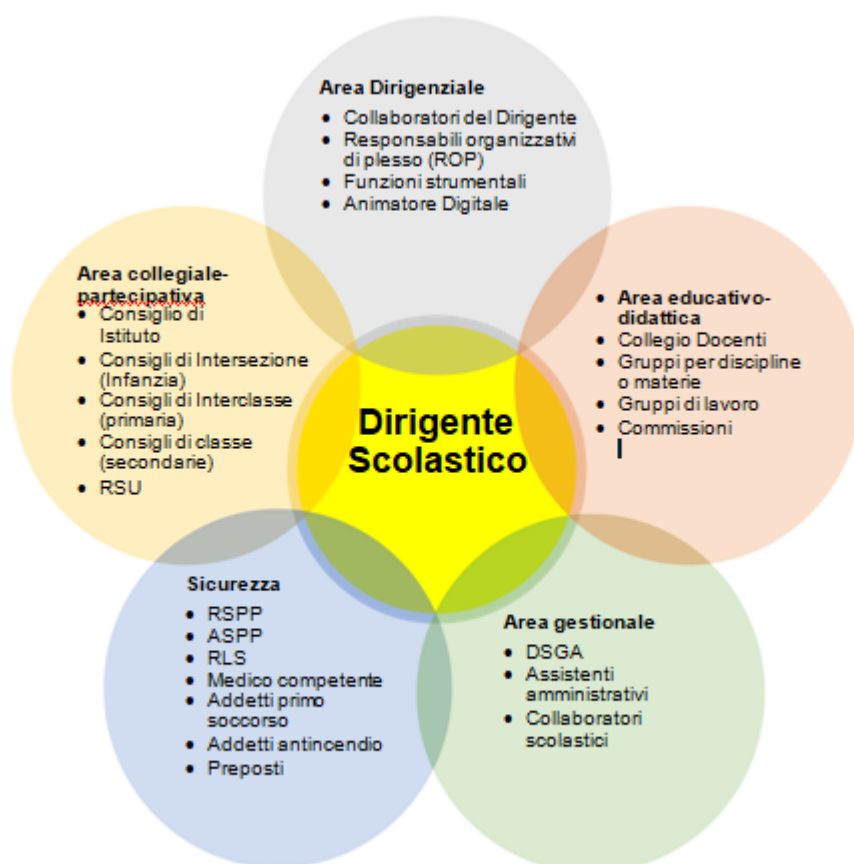 Area Dirigenziale
• Collaboratori del Dirigente
• Responsabili organizzativi
di plesso (ROP)
• Funzioni strumentali
• Animatore Digitale
Area collegiale-
partecipativa
• Consiglio di
Istituto
• Consigli di Intersezione
(Infanzia)
• Consigli di Interclasse
(primaria)
• Consigli di classe
(secondarie)
• RSU
• Area educativo-
didattica
• Collegio Docenti
• Gruppi per discipline
o materie
• Gruppi di lavoro
• Commissioni
Dirigente
Scolastico
Sicurezza
• RSPP
• ASPP
• RLS
• Medico competente
• Addetti primo
soccorso
• Addetti antincendio
• Preposti
Area gestionale
• DSGA
• Assistenti
amministrativi
• Collaboratori
scolastici